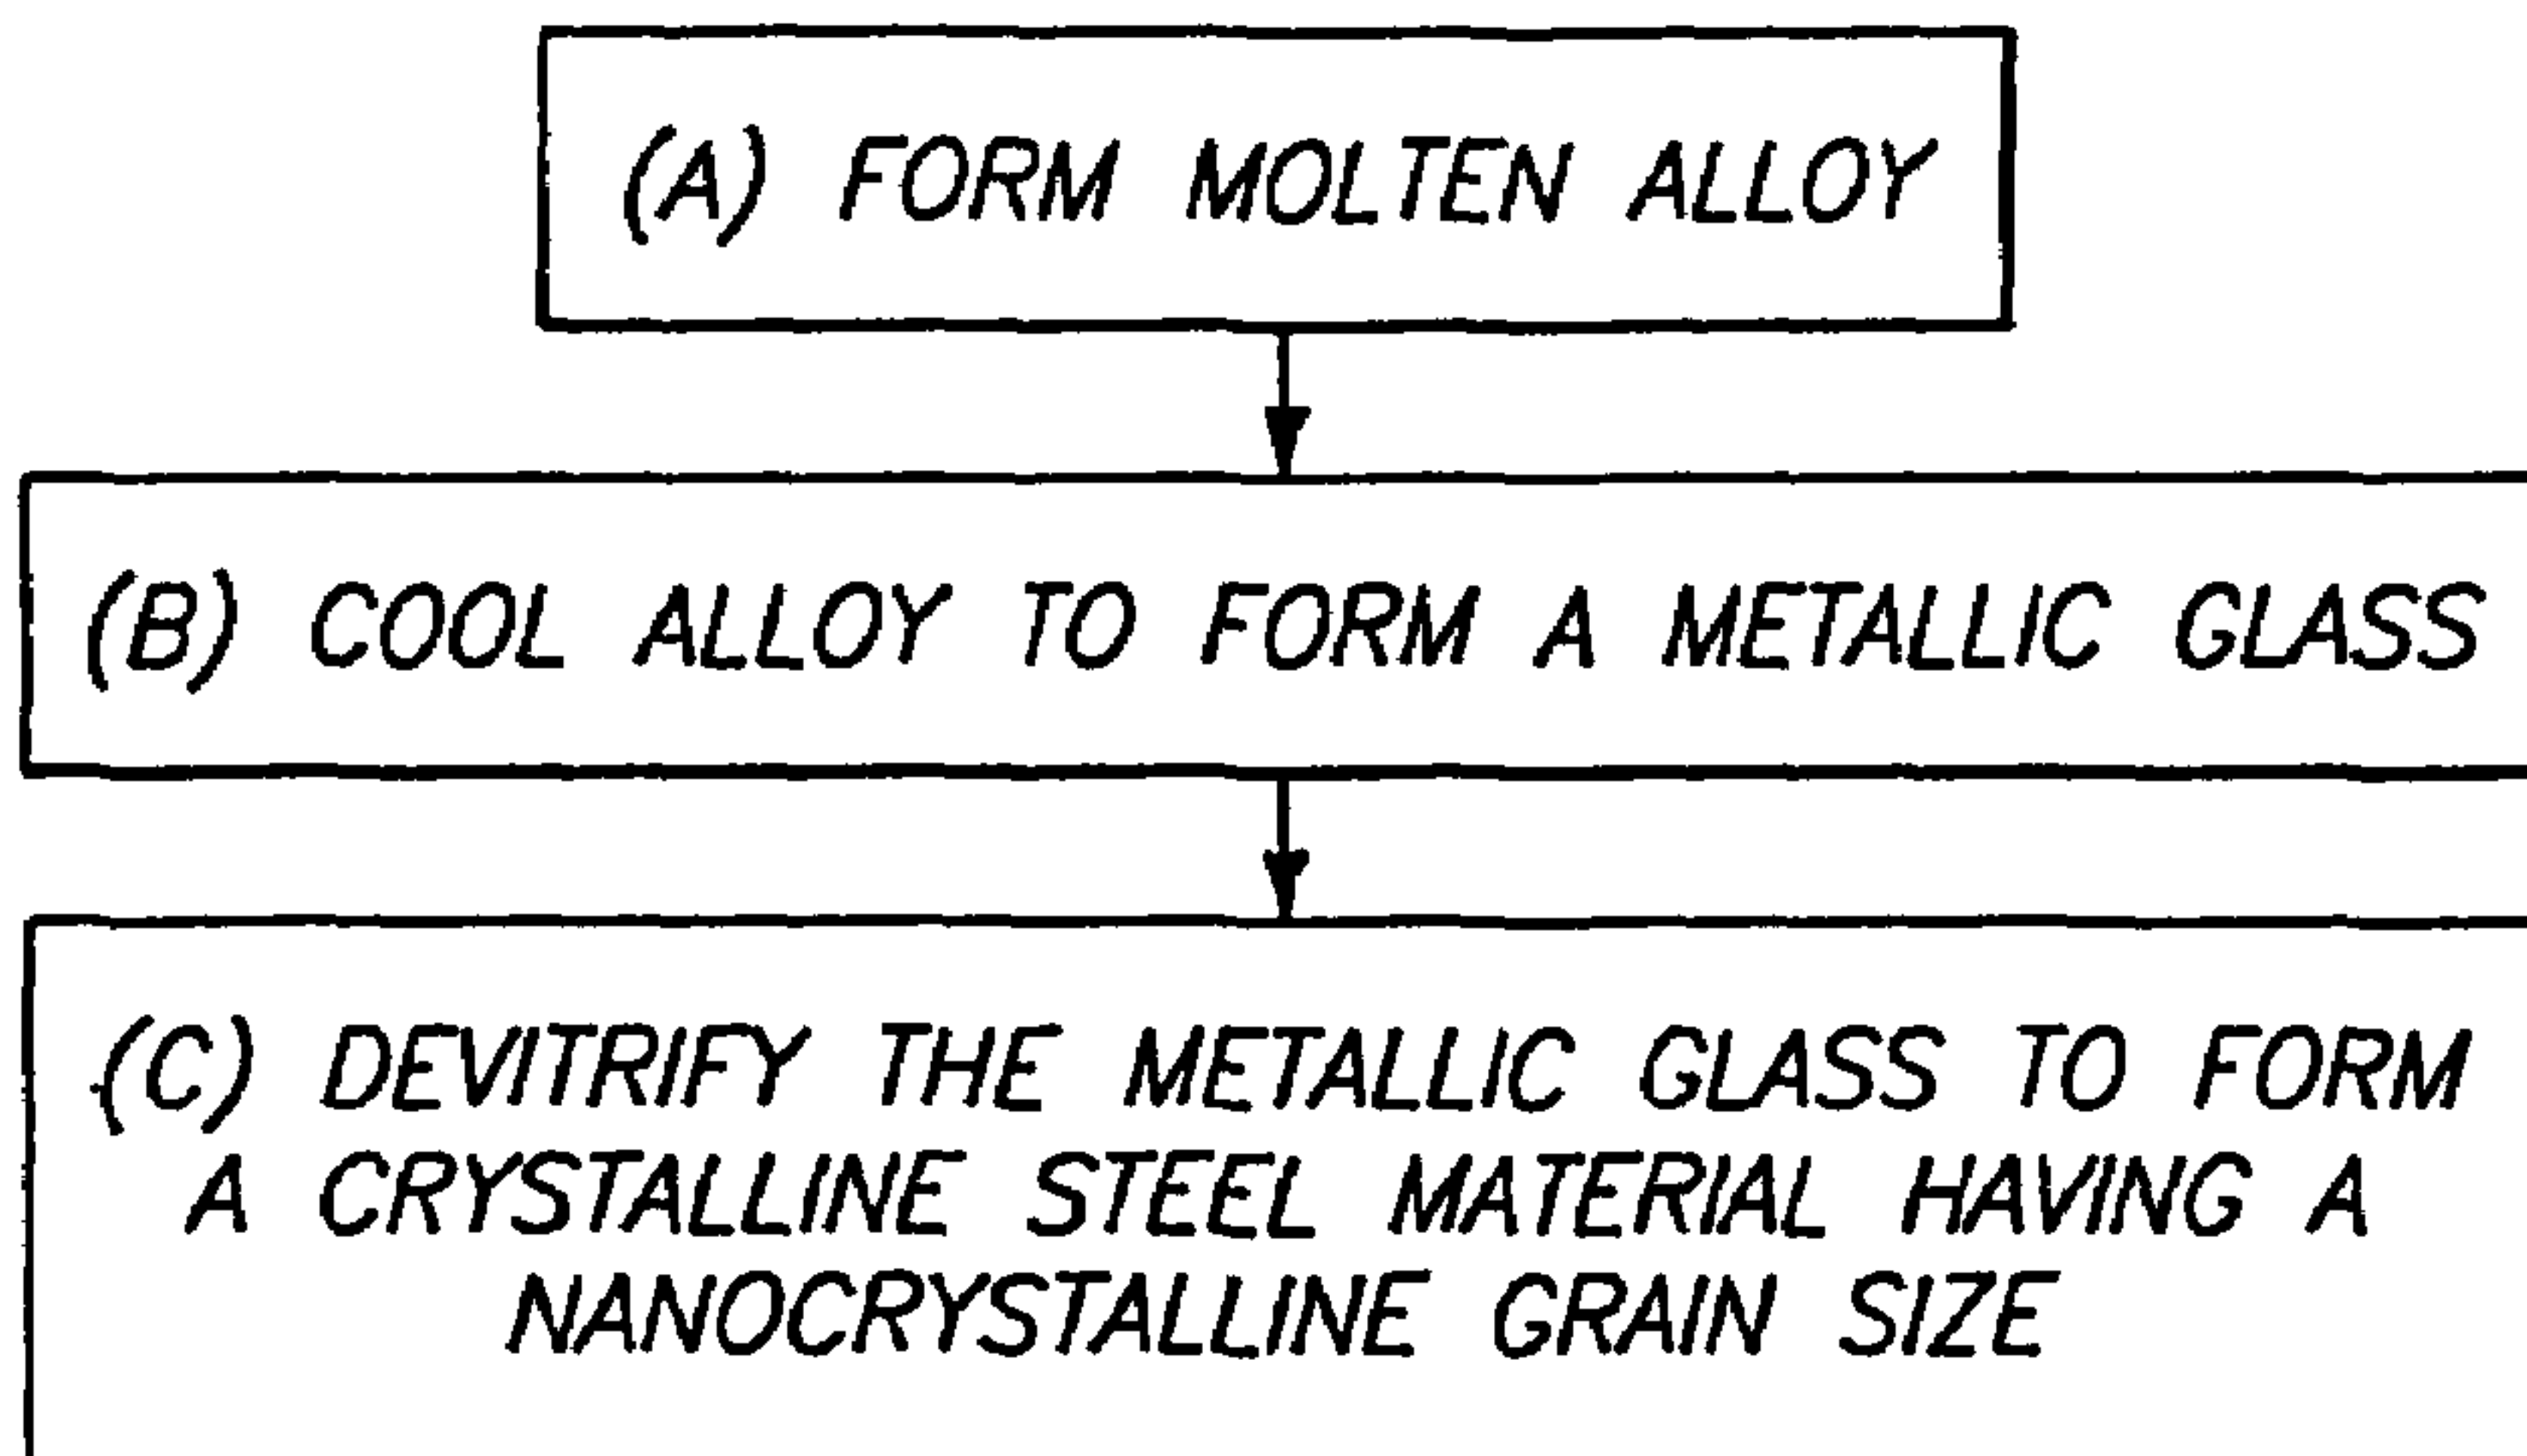 (A) FORM MOLTEN ALLOY
(B) COOL ALLOY TO FORM A METALLIC GLASS
(C) DEVITRIFY THE METALLIC GLASS TO FORM
A CRYSTALLINE STEEL MATERIAL HAVING A
NANOCRYSTALLINE GRAIN SIZE